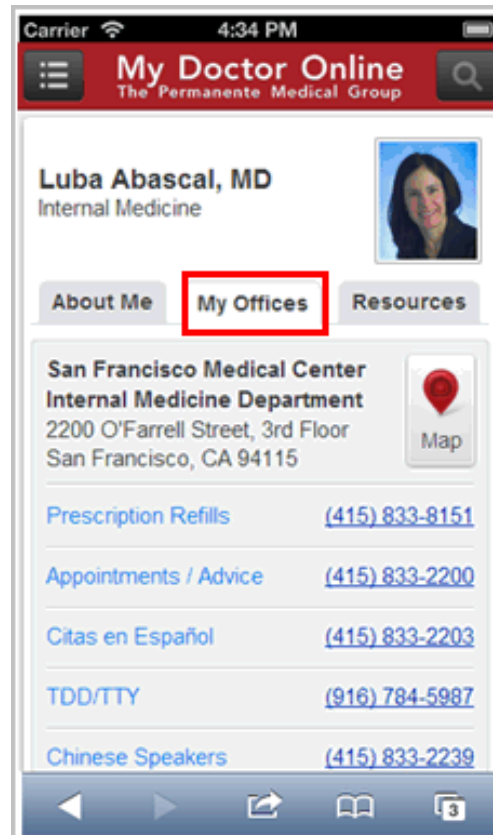 Carrier 4:34 PM
My Doctor Online
The Permanente Medical Group
Luba Abascal, MD
Internal Medicine
About Me My Offices Resources
San Francisco Medical Center
Internal Medicine Department
2200 O'Farrell Street, 3rd Floor
San Francisco, CA 94115
Map
Prescription Refills (415) 833-8151
Appointments / Advice (415) 833-2200
Citas en Español (415) 833-2203
TDD/TTY (916) 784-5987
Chinese Speakers (415) 833-2239
3